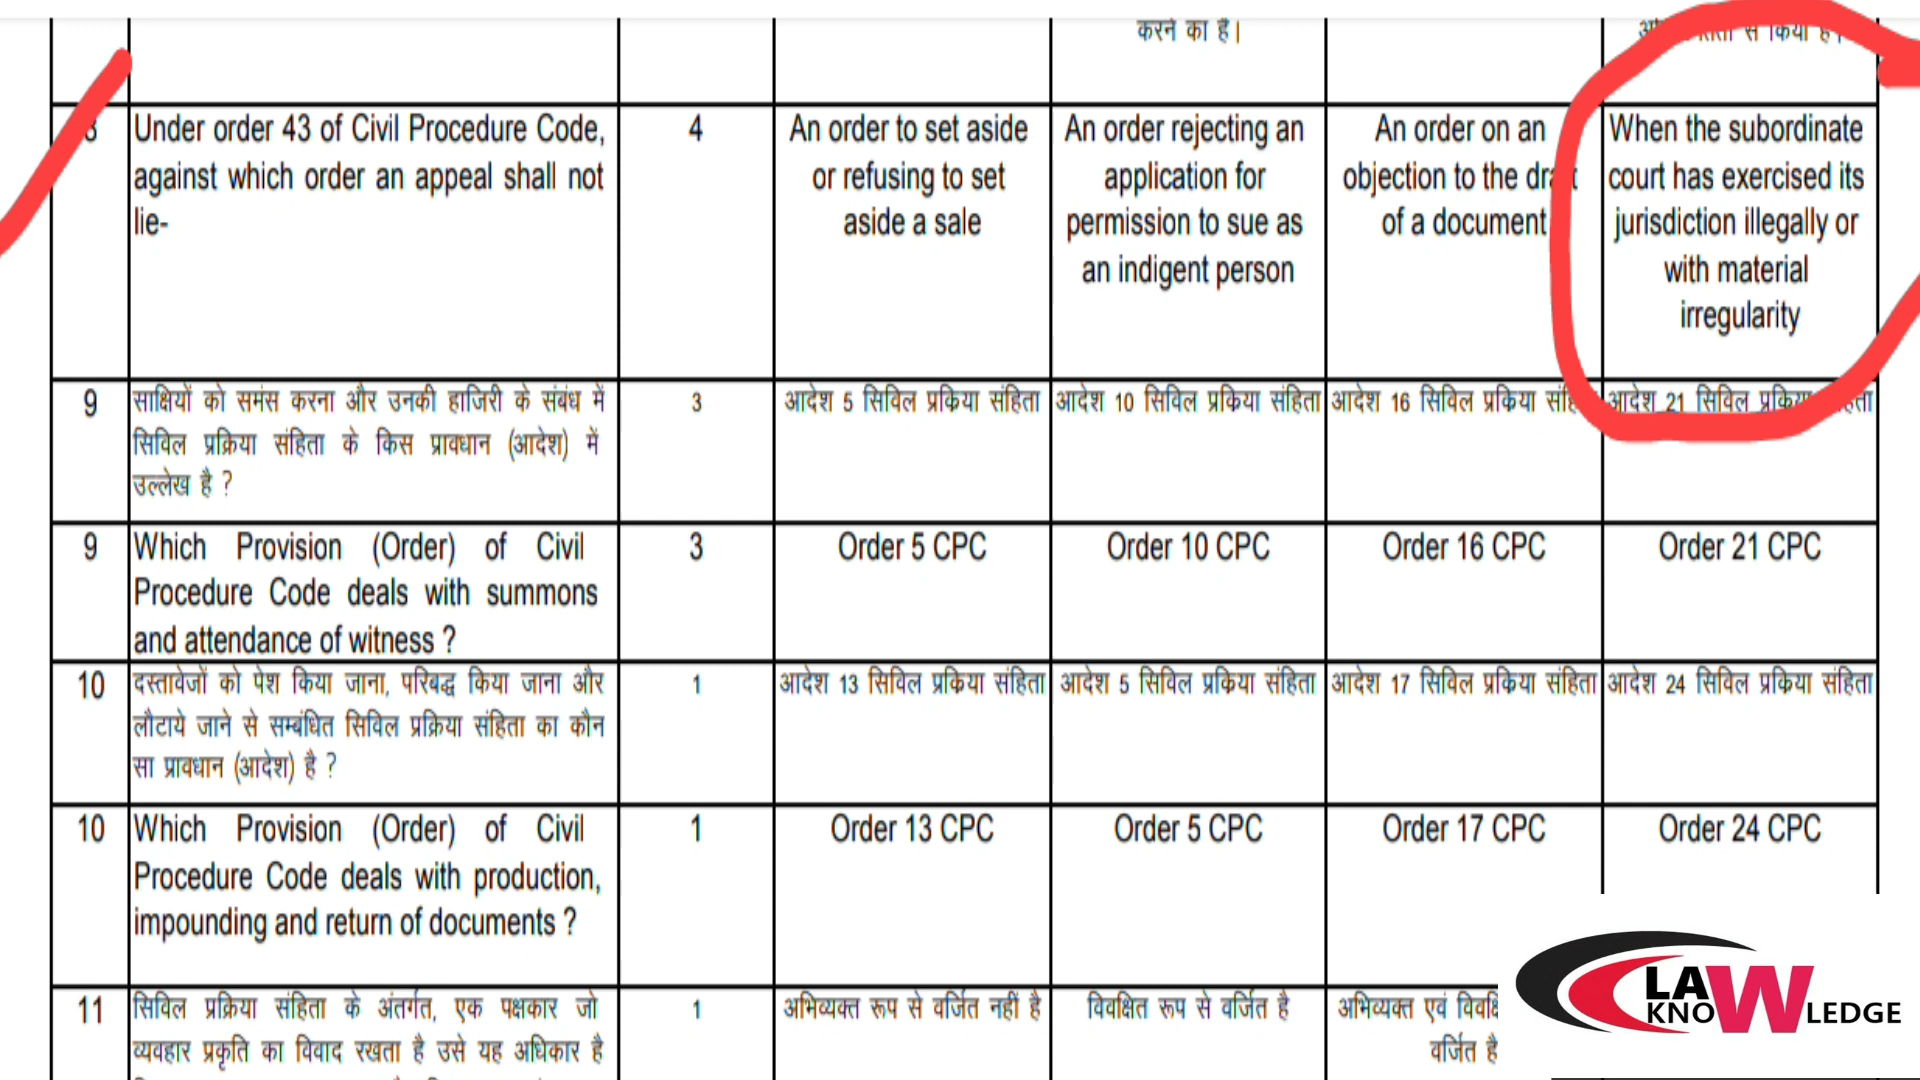 करने का है।
से किया है।
8 Under order 43 of Civil Procedure Code, 4 An order to set aside An order rejecting an An order on an When the subordinate
against which order an appeal shall not or refusing to set application for objection to the draft court has exercised its
lie- aside a sale permission to sue as of a document jurisdiction illegally or
an indigent person with material
irregularity
9 साक्षियों को समंस करना और उनकी हाजिरी के संबंध में 3 आदेश 5 सिविल प्रकिया संहिता आदेश 10 सिविल प्रकिया संहिता आदेश 16 सिविल प्रकिया संहिता आदेश 21 सिविल प्रकिया संहिता
सिविल प्रक्रिया संहिता के किस प्रावधान (आदेश) में
उल्लेख है ?
9 Which Provision (Order) of Civil 3 Order 5 CPC Order 10 CPC Order 16 CPC Order 21 CPC
Procedure Code deals with summons
and attendance of witness ?
10 दस्तावेजों को पेश किया जाना, परिबद्ध किया जाना और 1 आदेश 13 सिविल प्रकिया संहिता आदेश 5 सिविल प्रकिया संहिता आदेश 17 सिविल प्रकिया संहिता आदेश 24 सिविल प्रकिया संहिता
लौटाये जाने से सम्बंधित सिविल प्रक्रिया संहिता का कौन
सा प्रावधान (आदेश) है ?
10 Which Provision (Order) of Civil 1 Order 13 CPC Order 5 CPC Order 17 CPC Order 24 CPC
Procedure Code deals with production,
impounding and return of documents ?
11 सिविल प्रक्रिया संहिता के अंतर्गत, एक पक्षकार जो 1 अभिव्यक्त रूप से वर्जित नहीं है विवक्षित रूप से वर्जित है अभिव्यक्त एवं
व्यवहार प्रकृति का विवाद रखता है उसे यह अधिकार है वर्जित है
LAW
KNOWLEDGE